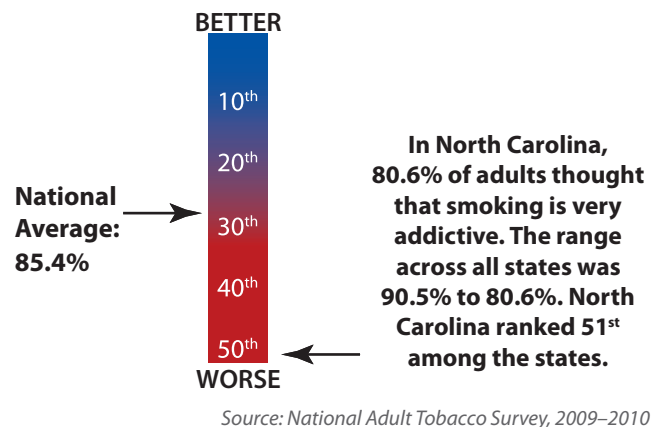 BETTER
10th
20th
30th
40th
50th
WORSE
National
Average:
85.4%
In North Carolina,
80.6% of adults thought
that smoking is very
addictive. The range
across all states was
90.5% to 80.6%. North
Carolina ranked 51st
among the states.
Source: National Adult Tobacco Survey, 2009–2010